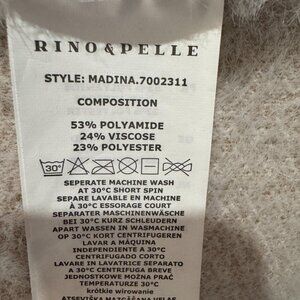 RINO&PELLE
STYLE: MADINA.7002311
COMPOSITION
53% POLYAMIDE
24% VISCOSE
23% POLYESTER
30°
SEPERATE MACHINE WASH
AT 30°C SHORT SPIN
SEPARE LAVABLE EN MACHINE
À 30°C ESSORAGE COURT
SEPARATER MASCHINENWÄSCHE
BEI 30°C KURZ SCHLEUDERN
APART WASSEN IN WASMACHINE
OP 30°C KORT CENTRIFUGEREN
LAVAR A MÁQUINA
INDEPENDIENTE A 30°C
CENTRIFUGADO CORTO
LAVARE IN LAVATRICE SEPARATO
A 30°C CENTRIFUGA BREVE
JEDNOSTKOWE MOŻNA PRAĆ
TEMPERATURZE 30°C
krótkie wirowanie
ATSEVIŠĶA MAZGĀŠANA VEĻAS